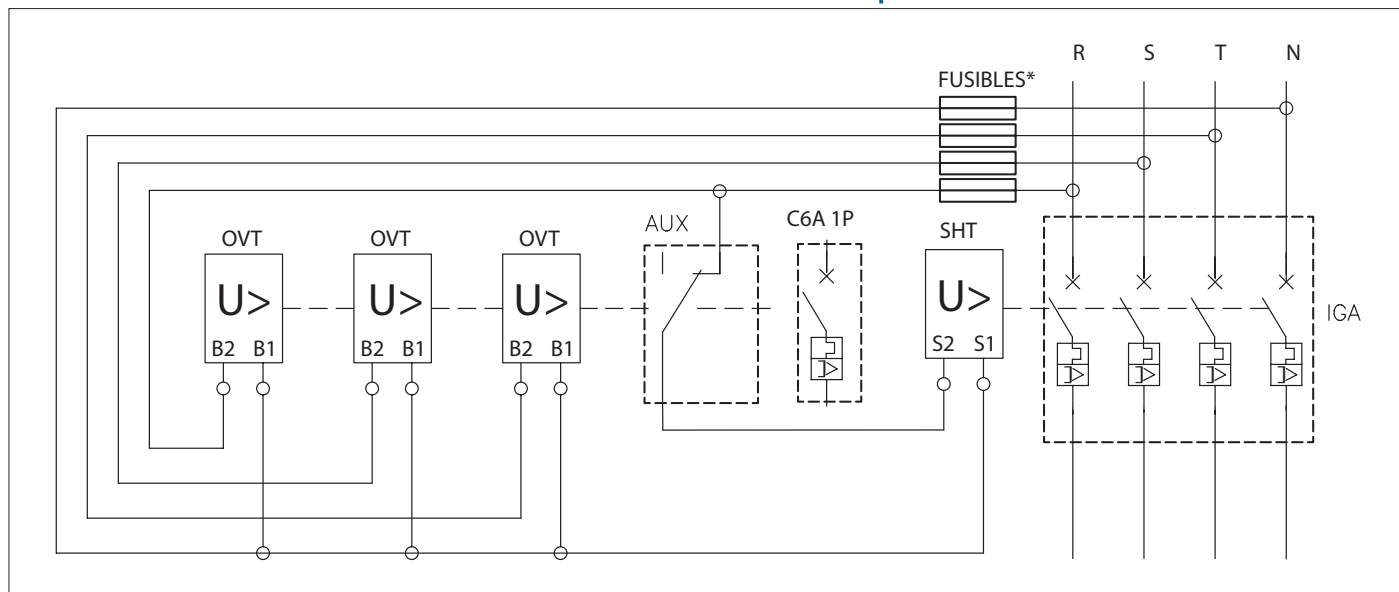 R S T N
FUSIBLES*
OVT OVT OVT AUX C6A 1P SHT
U> U> U> U>
IGA
B2 B1 B2 B1 B2 B1 S2 S1